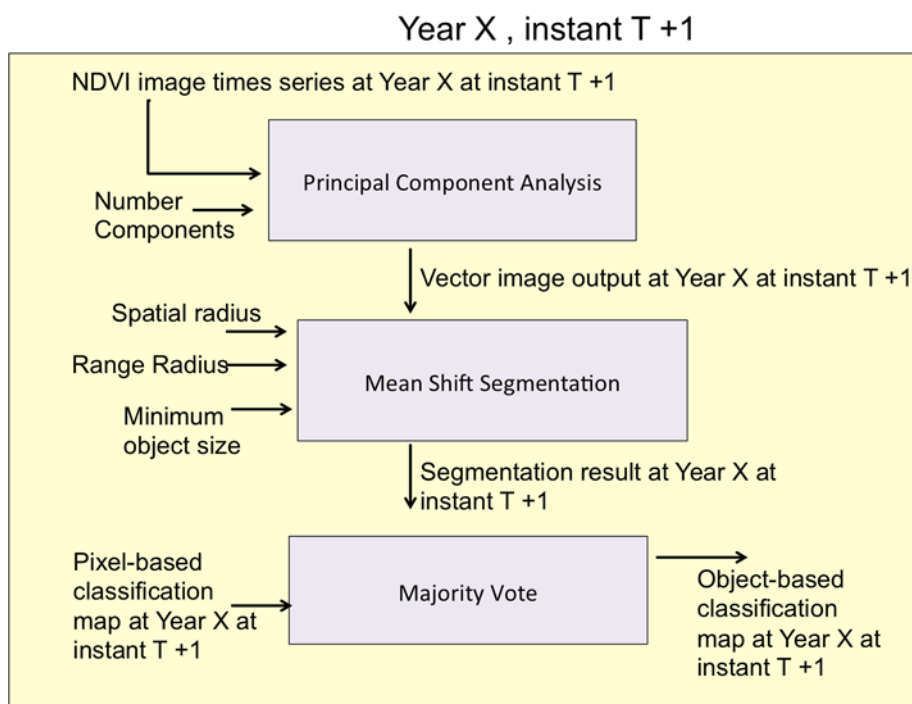 Year X , instant T +1
NDVI image times series at Year X at instant T +1
Principal Component Analysis
Number
Components
Vector image output at Year X at instant T +1
Spatial radius
Range Radius
Mean Shift Segmentation
Minimum
object size
Segmentation result at Year X at
instant T +1
Pixel-based
classification
map at Year X at
instant T +1
Majority Vote
Object-based
classification
map at Year X at
instant T +1